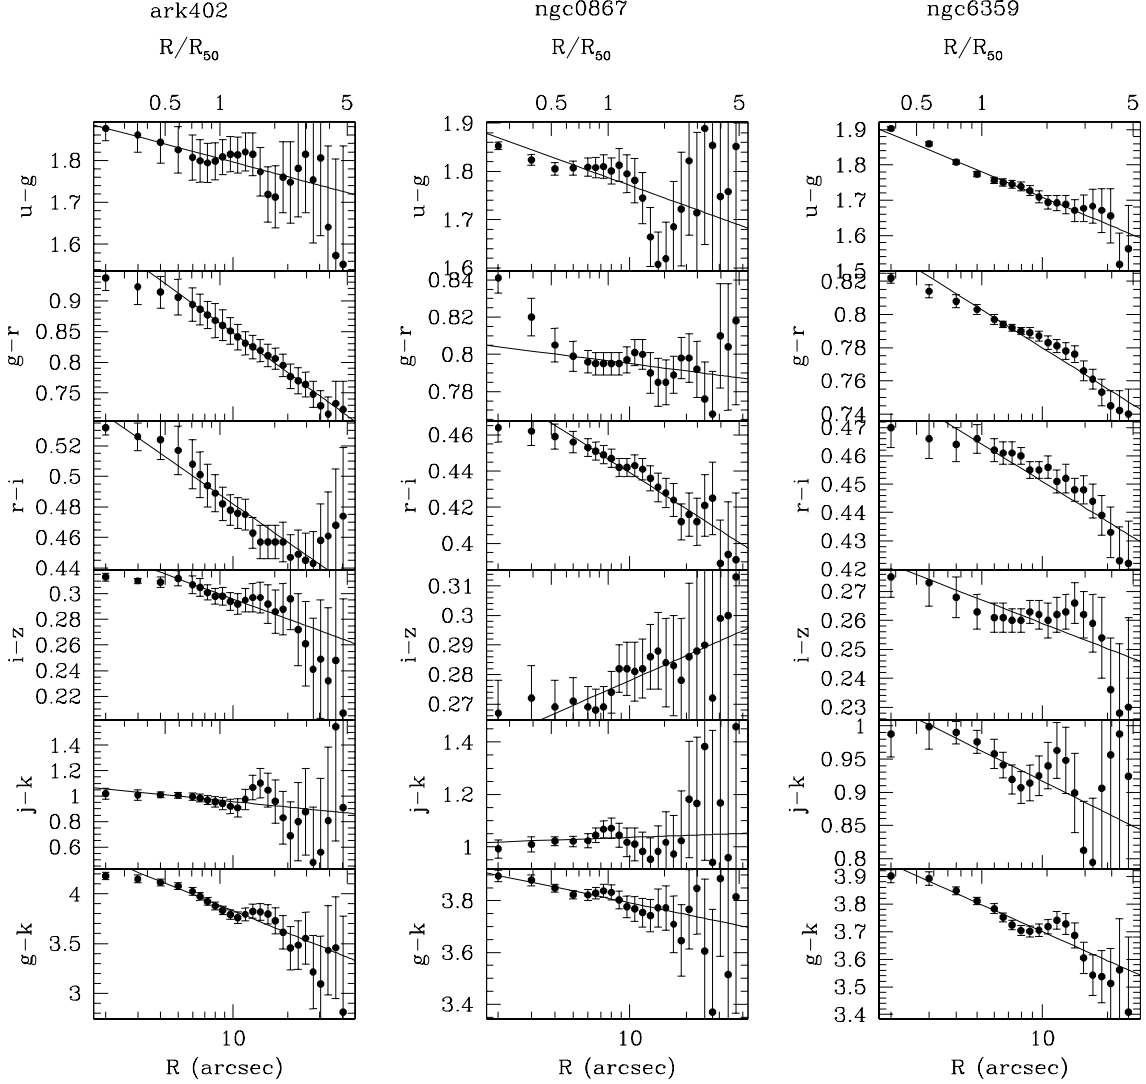 ark402 ngc0867 ngc6359
R/R50 R/R50 R/R50
0.5 1 5 0.5 1 5 0.5 1 5
u-g 1.8 1.7 1.6
u-g 1.9 1.8 1.7 1.6
u-g 1.9 1.8 1.7 1.6 1.5
g-r 0.9 0.85 0.8 0.75
g-r 0.84 0.82 0.8 0.78
g-r 0.82 0.8 0.78 0.76 0.74
r-i 0.52 0.5 0.48 0.46 0.44
r-i 0.46 0.44 0.42 0.4
r-i 0.47 0.46 0.45 0.44 0.43 0.42
i-z 0.3 0.28 0.26 0.24 0.22
i-z 0.31 0.3 0.29 0.28 0.27
i-z 0.27 0.26 0.25 0.24 0.23
j-k 1.4 1.2 1 0.8 0.6
j-k 1.4 1.2 1
j-k 1 0.95 0.9 0.85 0.8
g-k 4 3.5 3
g-k 3.8 3.6 3.4
g-k 3.9 3.8 3.7 3.6 3.5 3.4
10 10 10
R (arcsec) R (arcsec) R (arcsec)